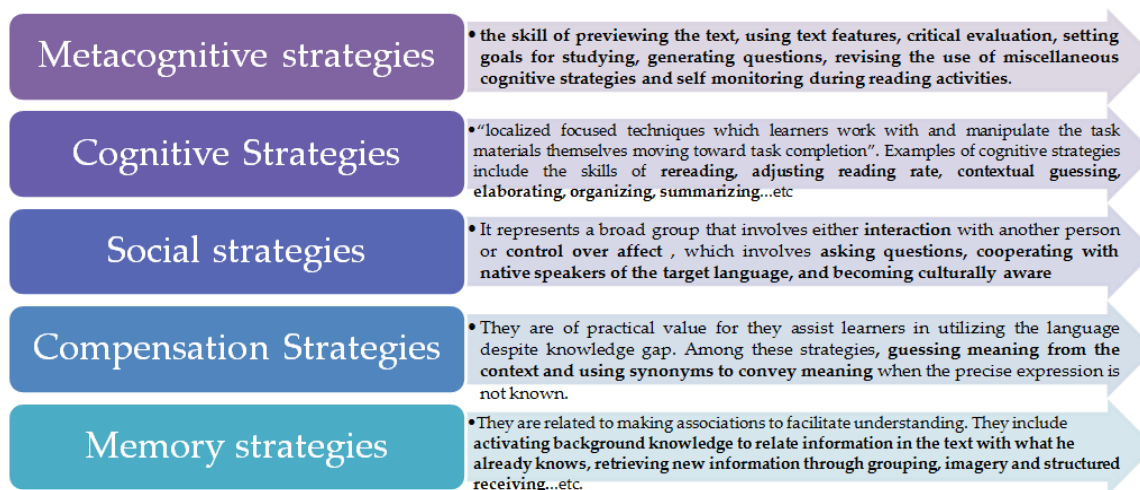 Metacognitive strategies
• the skill of previewing the text, using text features, critical evaluation, setting
goals for studying, generating questions, revising the use of miscellaneous
cognitive strategies and self monitoring during reading activities.
Cognitive Strategies
• “localized focused techniques which learners work with and manipulate the task
materials themselves moving toward task completion”. Examples of cognitive strategies
include the skills of rereading, adjusting reading rate, contextual guessing,
elaborating, organizing, summarizing...etc
Social strategies
• It represents a broad group that involves either interaction with another person
or control over affect , which involves asking questions, cooperating with
native speakers of the target language, and becoming culturally aware
Compensation Strategies
• They are of practical value for they assist learners in utilizing the language
despite knowledge gap. Among these strategies, guessing meaning from the
context and using synonyms to convey meaning when the precise expression is
not known.
Memory strategies
• They are related to making associations to facilitate understanding. They include
activating background knowledge to relate information in the text with what he
already knows, retrieving new information through grouping, imagery and structured
receiving...etc.